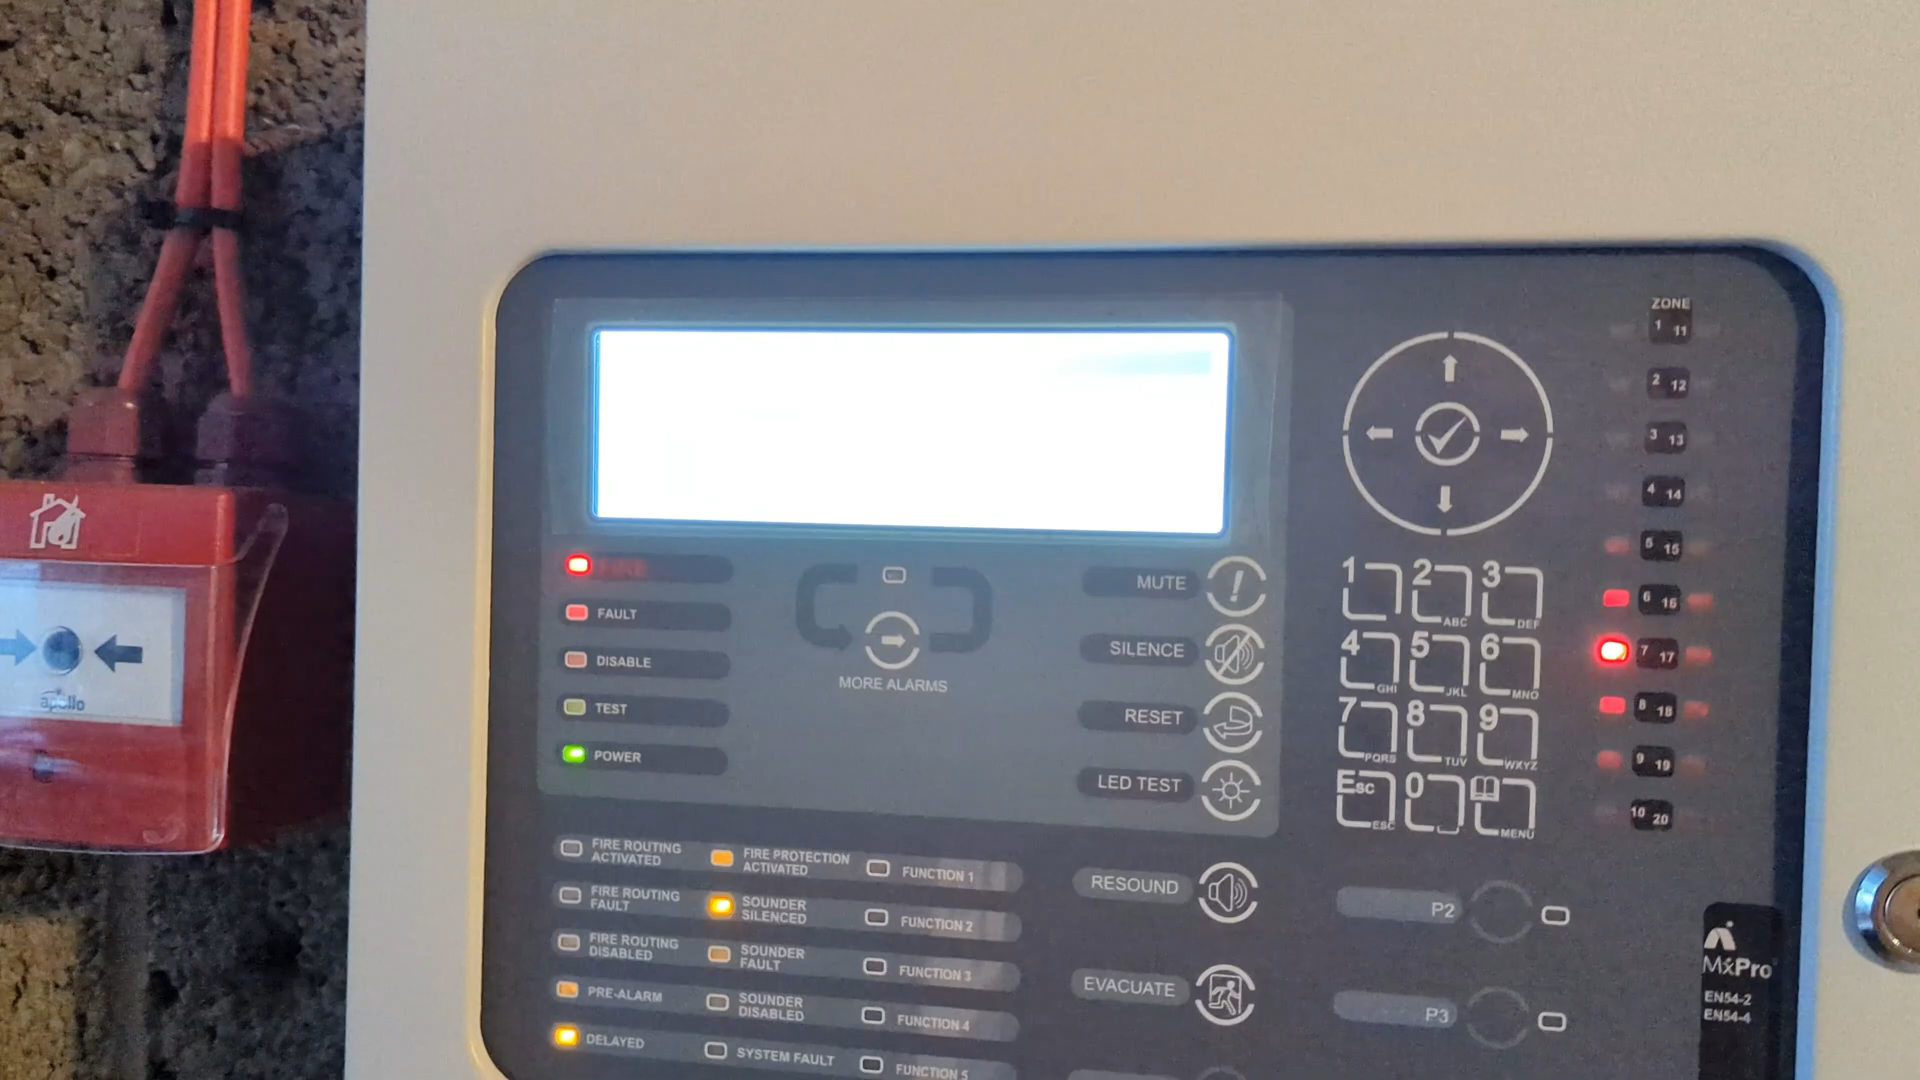 apollo
FIRE
FAULT
DISABLE
TEST
POWER
MORE ALARMS
MUTE
SILENCE
RESET
LED TEST
1
2 ABC
3 DEF
4 GHI
5 JKL
6 MNO
7 PQRS
8 TUV
9 WXYZ
Esc ESC
0
MENU
ZONE
1 11
2 12
3 13
4 14
5 15
6 16
7 17
8 18
9 19
10 20
FIRE ROUTING
ACTIVATED
FIRE ROUTING
FAULT
FIRE ROUTING
DISABLED
PRE-ALARM
DELAYED
FIRE PROTECTION
ACTIVATED
SOUNDER
SILENCED
SOUNDER
FAULT
SOUNDER
DISABLED
SYSTEM FAULT
FUNCTION 1
FUNCTION 2
FUNCTION 3
FUNCTION 4
FUNCTION 5
RESOUND
EVACUATE
P2
P3
MxPro
EN54-2
EN54-4